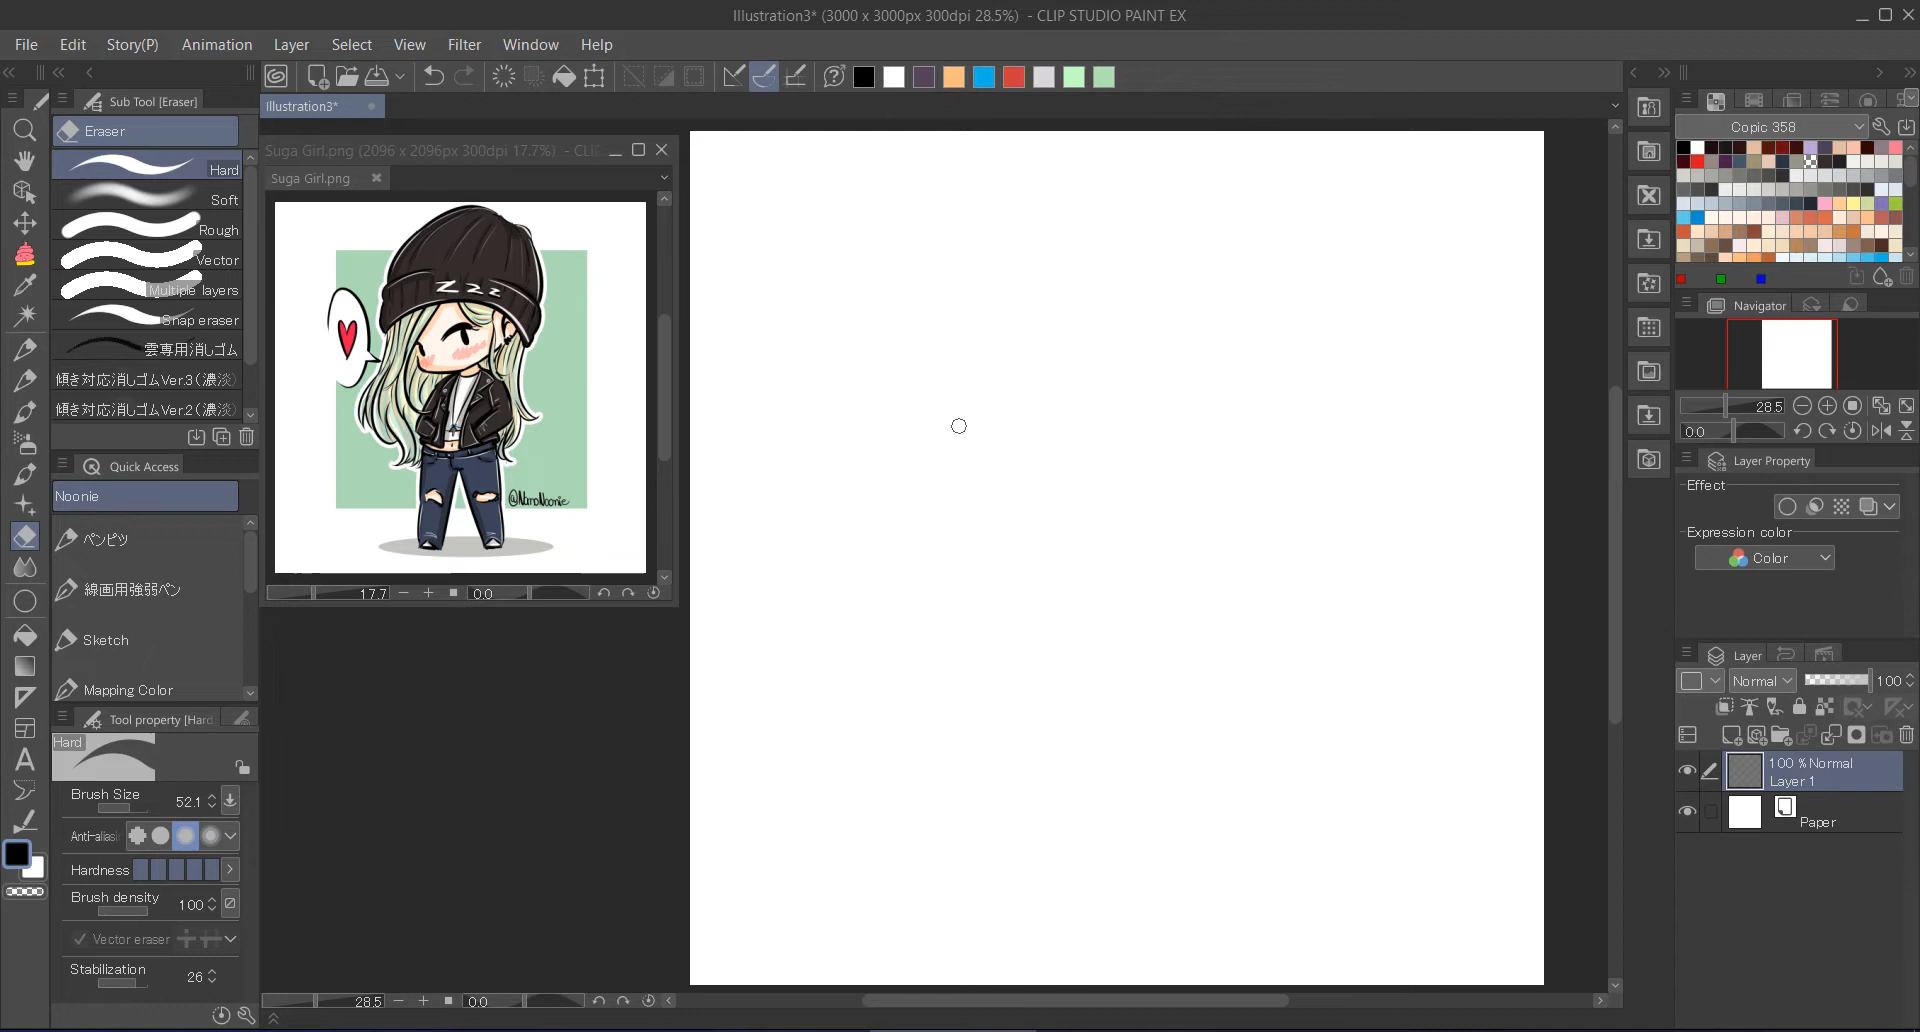 Illustration3* (3000 x 3000px 300dpi 28.5%) - CLIP STUDIO PAINT EX
File Edit Story(P) Animation Layer Select View Filter Window Help
Sub Tool [Eraser]
Eraser
Hard
Soft
Rough
Vector
Multiple layers
Snap eraser
雲専用消しゴム
傾き対応消しゴムVer.3(濃淡)
傾き対応消しゴムVer.2(濃淡)
Quick Access
Noonie
ペンピツ
線画用強弱ペン
Sketch
Mapping Color
Tool property [Hard
Hard
Brush Size 52.1
Anti-alias
Hardness
Brush density 100
Vector eraser
Stabilization 26
Illustration3*
Suga Girl.png (2096 x 2096px 300dpi 17.7%) - CLI
Suga Girl.png
Z z z
@NanoNoonie
17.7 0.0
28.5 0.0
Copic 358
Navigator
28.5
0.0
Layer Property
Effect
Expression color
Color
Layer
Normal 100
100 % Normal
Layer 1
Paper